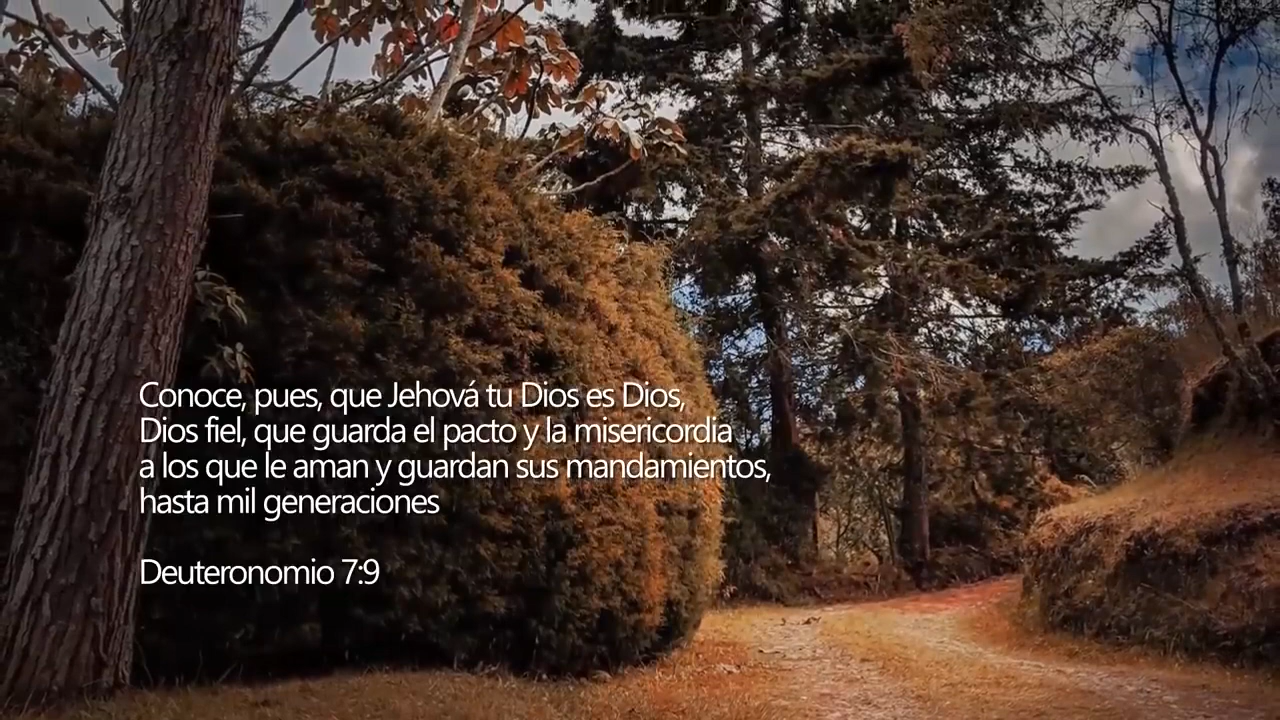 Conoce, pues, que Jehová tu Dios es Dios,
Dios fiel, que guarda el pacto y la misericordia
a los que le aman y guardan sus mandamientos,
hasta mil generaciones
Deuteronomio 7:9